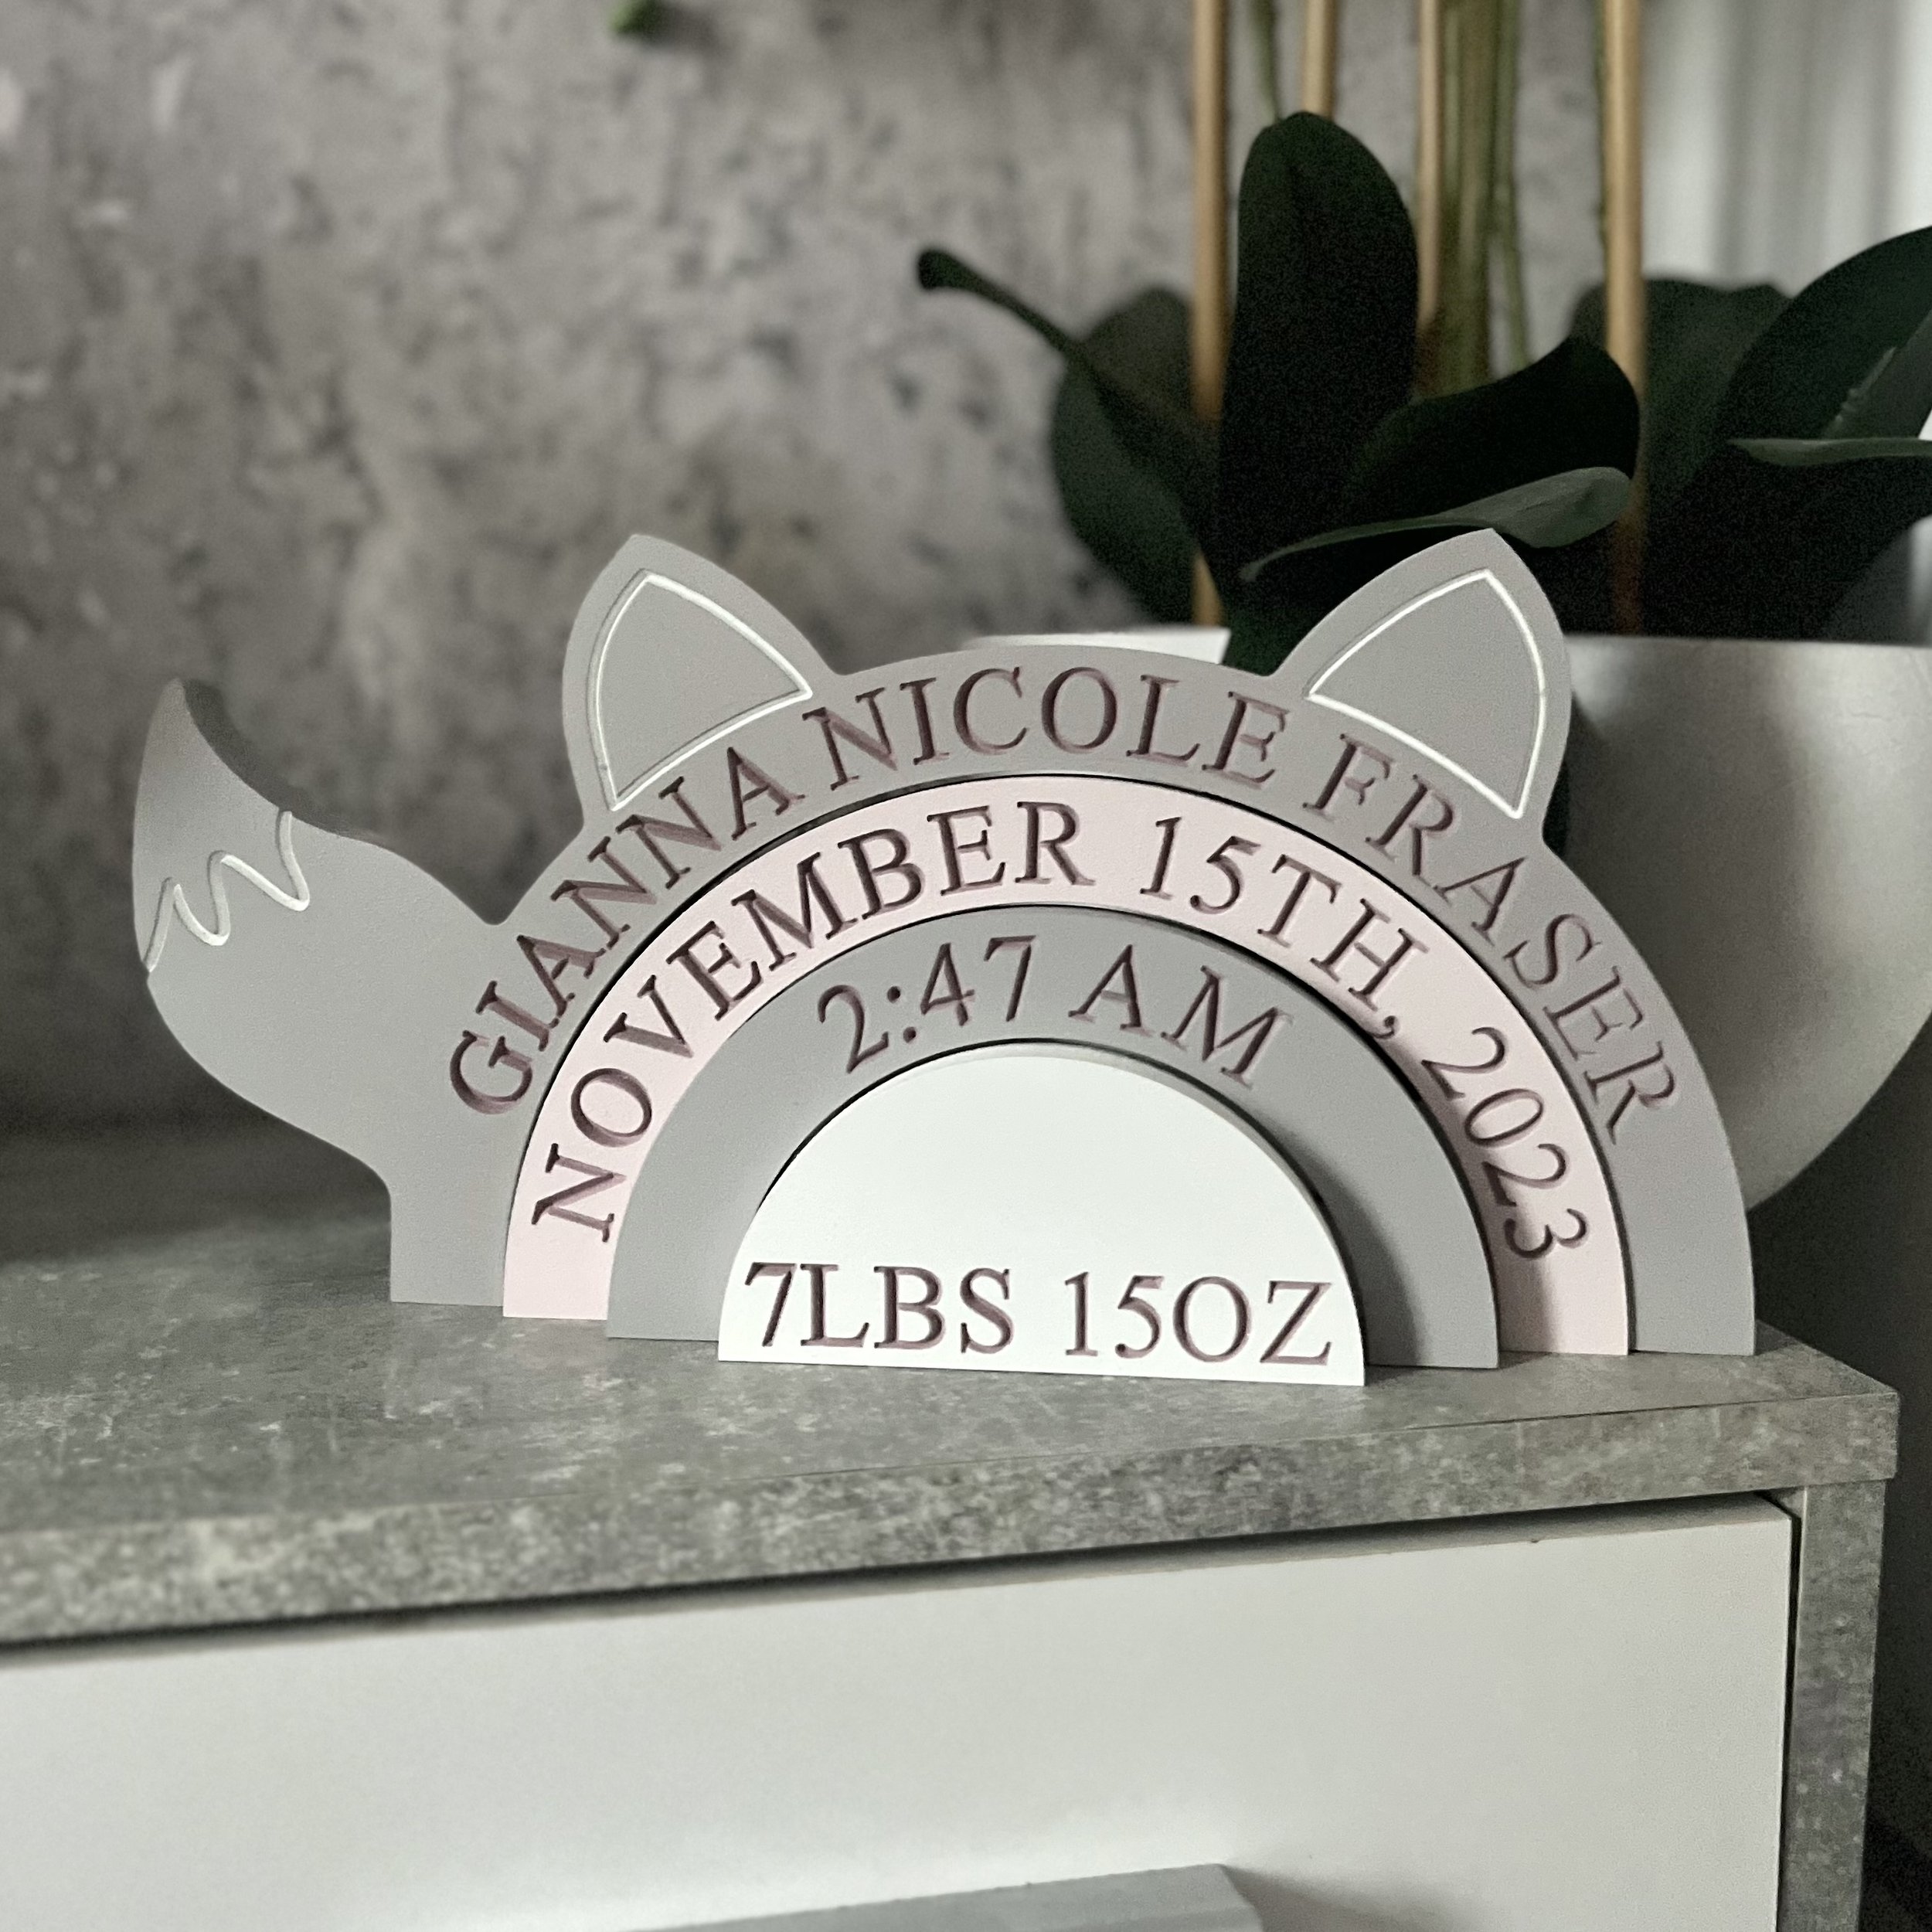 GIANNA NICOLE FRASER
NOVEMBER 15TH, 2023
2:47 AM
7LBS 15OZ